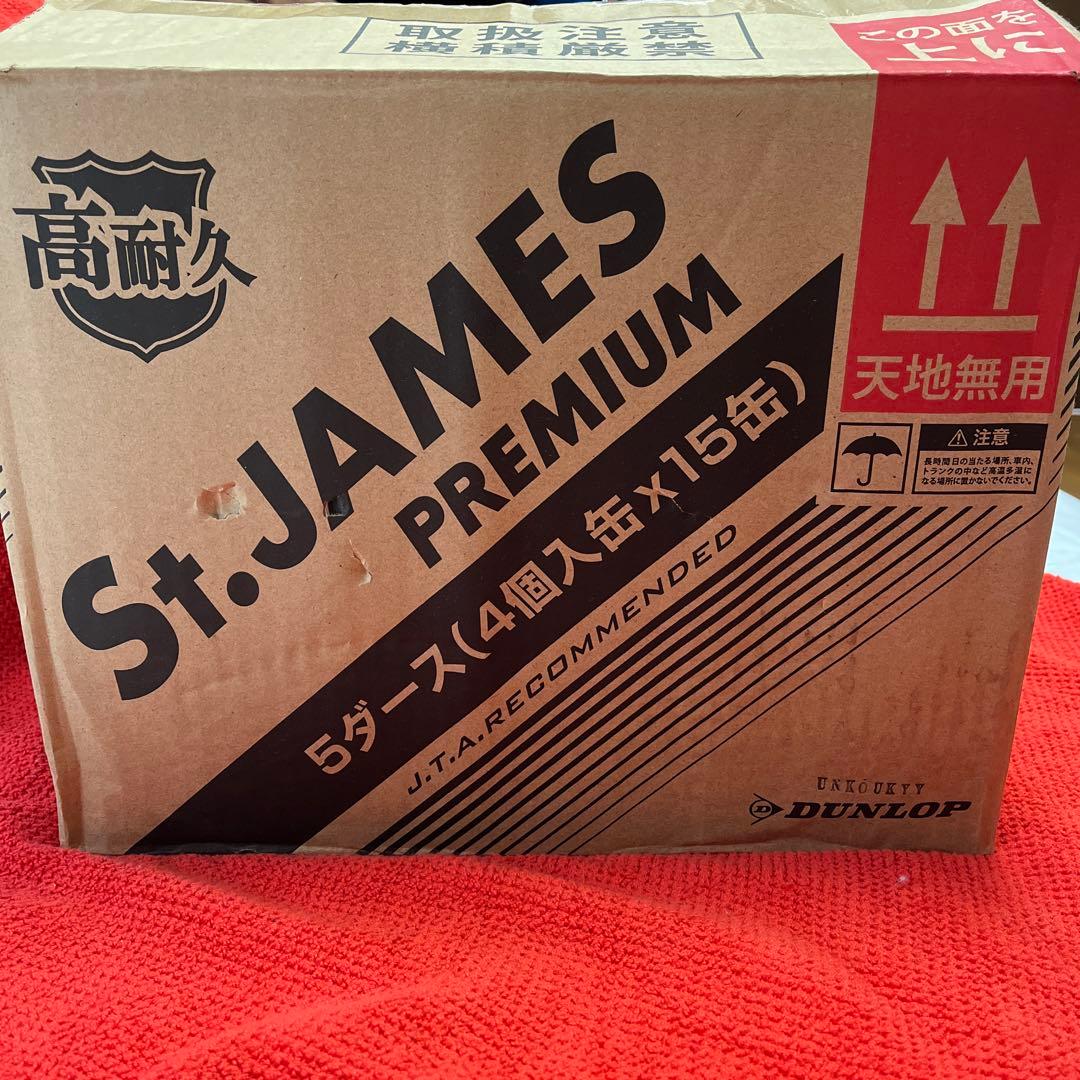 取扱注意
横積厳禁
この面を
上に
高耐久
St.JAMES
PREMIUM
5ダース(4個入缶x15缶)
J.T.A.RECOMMENDED
天地無用
注意
長時間日の当たる場所、車内、
トランクの中など高温多湿に
なる場所に置かないでください。
DUNLOP